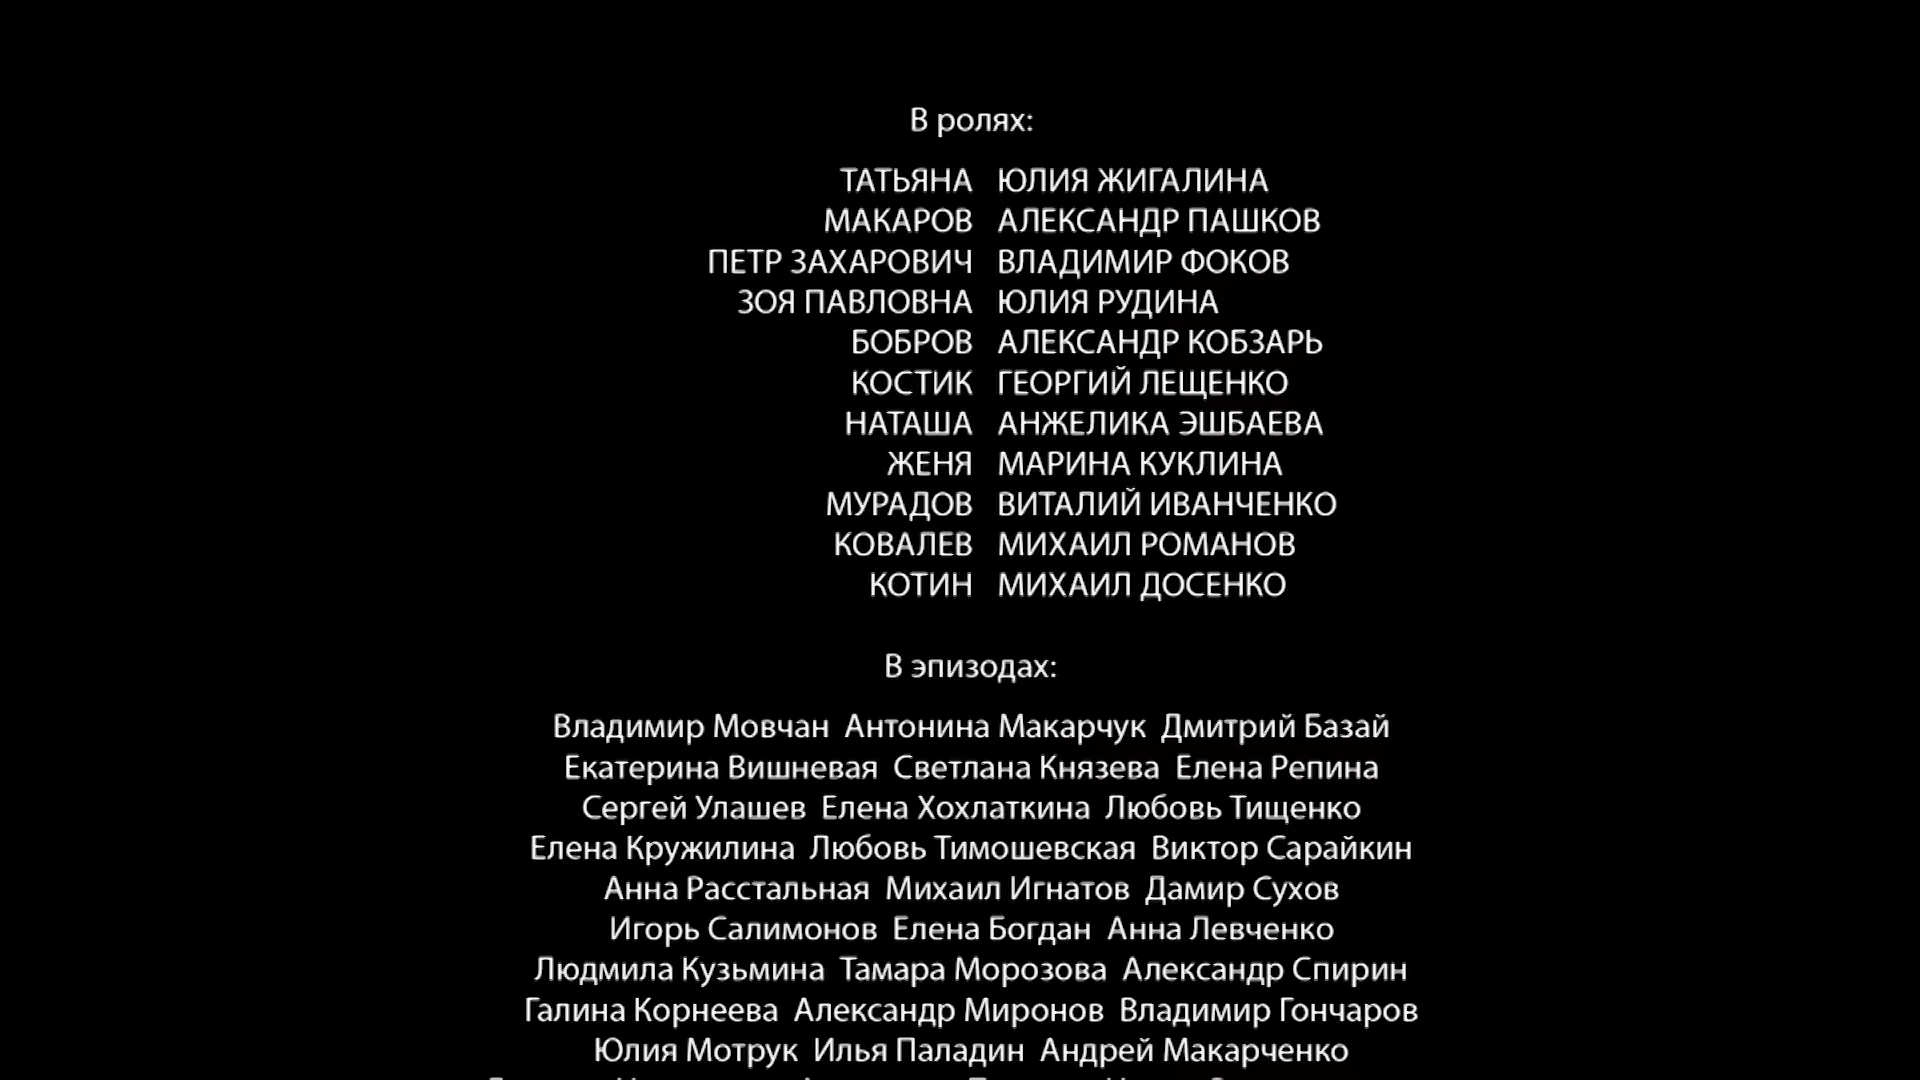 В ролях:
ТАТЬЯНА ЮЛИЯ ЖИГАЛИНА
МАКАРОВ АЛЕКСАНДР ПАШКОВ
ПЕТР ЗАХАРОВИЧ ВЛАДИМИР ФОКОВ
ЗОЯ ПАВЛОВНА ЮЛИЯ РУДИНА
БОБРОВ АЛЕКСАНДР КОБЗАРЬ
КОСТИК ГЕОРГИЙ ЛЕЩЕНКО
НАТАША АНЖЕЛИКА ЭШБАЕВА
ЖЕНЯ МАРИНА КУКЛИНА
МУРАДОВ ВИТАЛИЙ ИВАНЧЕНКО
КОВАЛЕВ МИХАИЛ РОМАНОВ
КОТИН МИХАИЛ ДОСЕНКО
В эпизодах:
Владимир Мовчан Антонина Макарчук Дмитрий Базай
Екатерина Вишневая Светлана Князева Елена Репина
Сергей Улашев Елена Хохлаткина Любовь Тищенко
Елена Кружилина Любовь Тимошевская Виктор Сарайкин
Анна Расстальная Михаил Игнатов Дамир Сухов
Игорь Салимонов Елена Богдан Анна Левченко
Людмила Кузьмина Тамара Морозова Александр Спирин
Галина Корнеева Александр Миронов Владимир Гончаров
Юлия Мотрук Илья Паладин Андрей Макарченко